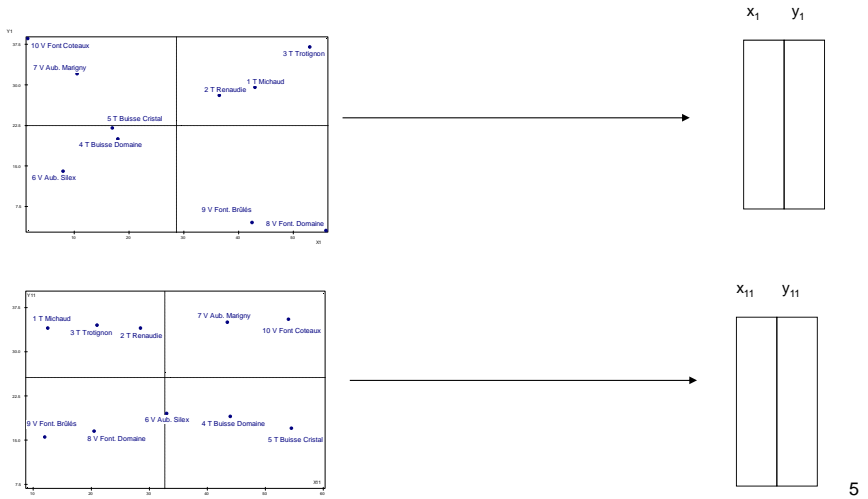 x1 y1
Y1
10 V Font Coteaux
37.5
3 T Trotignon
7 V Aub. Marigny
30.0
1 T Michaud
2 T Renaudie
5 T Buisse Cristal
22.5
4 T Buisse Domaine
15.0
6 V Aub. Silex
7.5
9 V Font. Brûlés
8 V Font. Domaine
10 20 30 40 50
X1
x11 y11
Y11
37.5
1 T Michaud
3 T Trotignon
2 T Renaudie
7 V Aub. Marigny
10 V Font Coteaux
30.0
22.5
9 V Font. Brûlés
6 V Aub. Silex
4 T Buisse Domaine
15.0
8 V Font. Domaine
5 T Buisse Cristal
7.5
X11
10 20 30 40 50 60
5